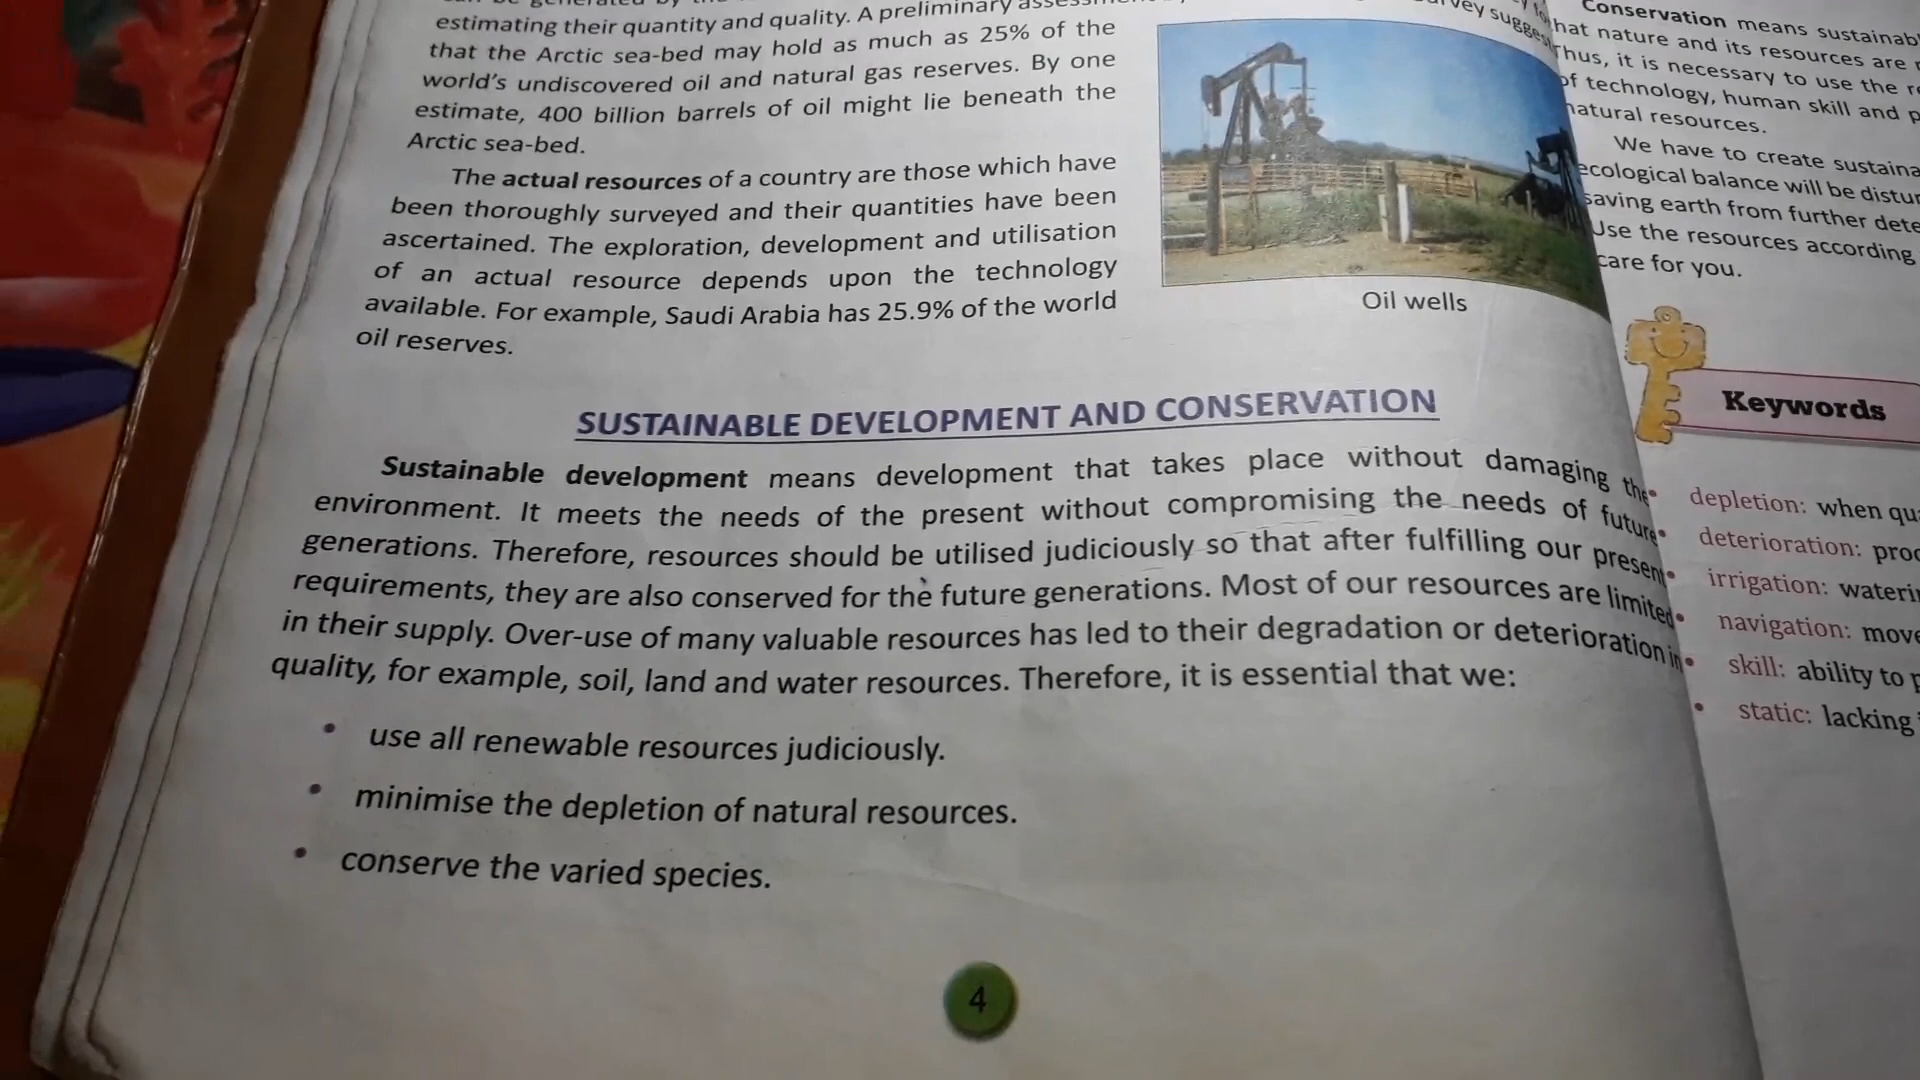 estimating their quantity and quality. A preliminary
that the Arctic sea-bed may hold as much as 25% of the
world's undiscovered oil and natural gas reserves. By one
estimate, 400 billion barrels of oil might lie beneath the
Arctic sea-bed.
The actual resources of a country are those which have
been thoroughly surveyed and their quantities have been
ascertained. The exploration, development and utilisation
of an actual resource depends upon the technology
available. For example, Saudi Arabia has 25.9% of the world
oil reserves.
Oil wells
SUSTAINABLE DEVELOPMENT AND CONSERVATION
Sustainable development means development that takes place without damaging the
environment. It meets the needs of the present without compromising the needs of future
generations. Therefore, resources should be utilised judiciously so that after fulfilling our present
requirements, they are also conserved for the future generations. Most of our resources are limited
in their supply. Over-use of many valuable resources has led to their degradation or deterioration in
quality, for example, soil, land and water resources. Therefore, it is essential that we:
• use all renewable resources judiciously.
• minimise the depletion of natural resources.
• conserve the varied species.
4
Conservation means
that nature and its resources are
Thus, it is necessary to use the
of technology, human skill and
natural resources.
We have to create
ecological balance will be
saving earth from further
Use the resources according
care for you.
Keywords
• depletion: when
• deterioration:
• irrigation:
• navigation:
• skill: ability to
• static: lacking